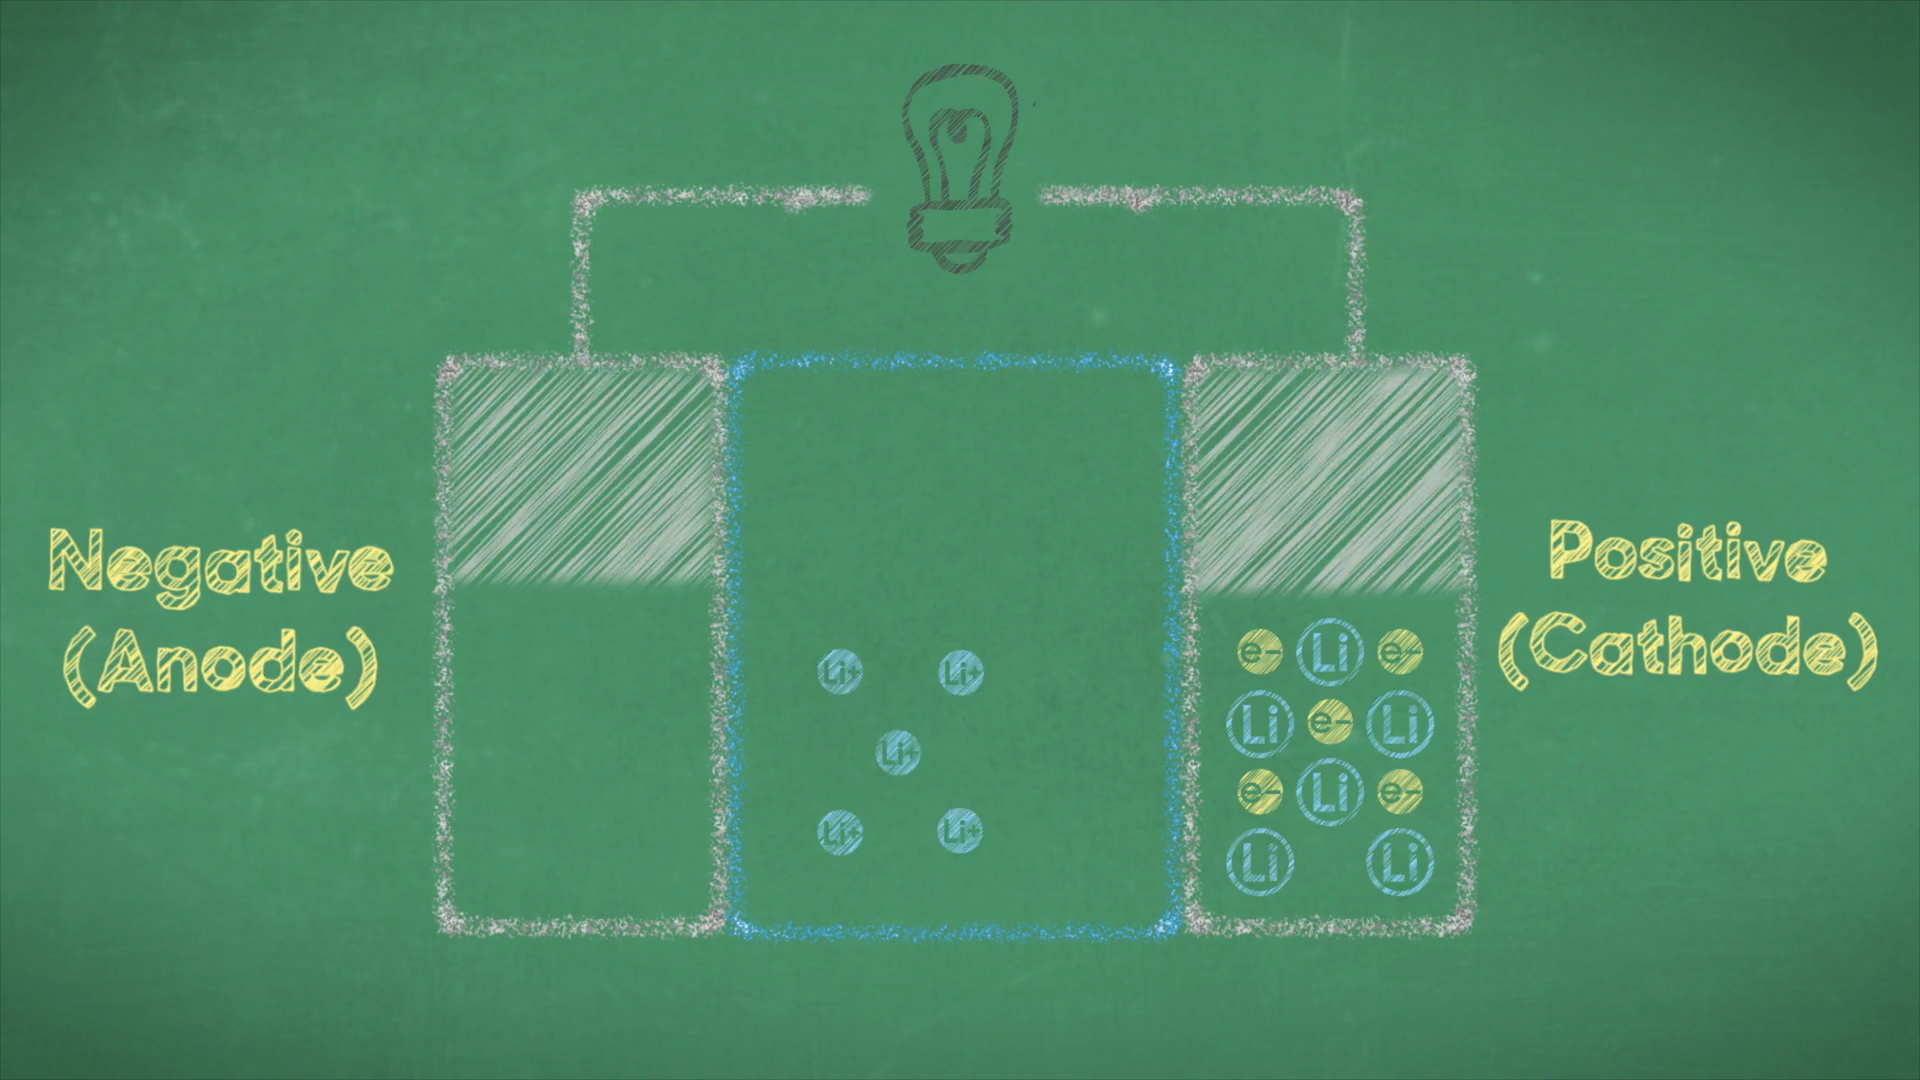 Negative
(Anode)
Li+ Li+
Li+
Li+ Li+
e- Li e-
Li e- Li
e- Li e-
Li Li
Positive
(Cathode)